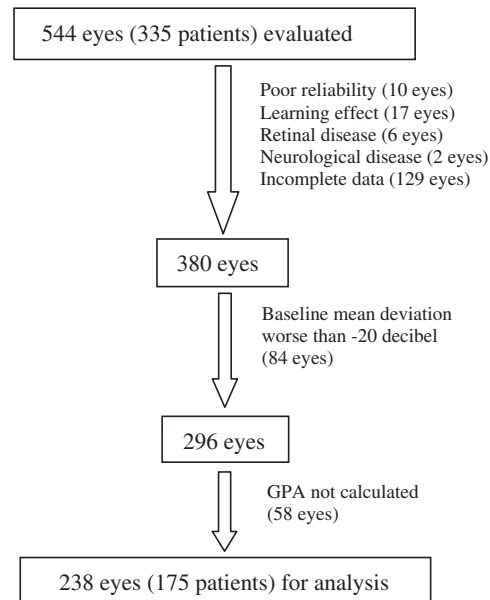 544 eyes (335 patients) evaluated
Poor reliability (10 eyes)
Learning effect (17 eyes)
Retinal disease (6 eyes)
Neurological disease (2 eyes)
Incomplete data (129 eyes)
380 eyes
Baseline mean deviation
worse than -20 decibel
(84 eyes)
296 eyes
GPA not calculated
(58 eyes)
238 eyes (175 patients) for analysis